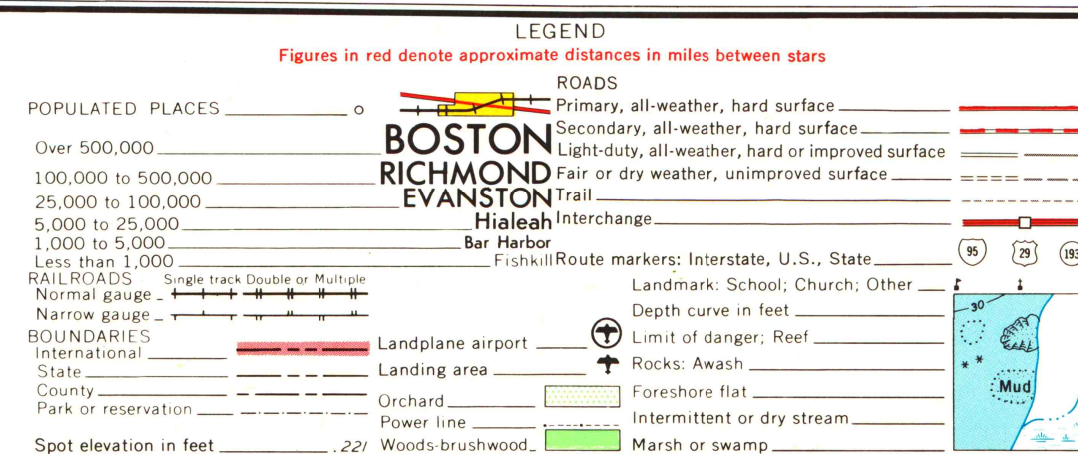 LEGEND
Figures in red denote approximate distances in miles between stars
POPULATED PLACES
Over 500,000 BOSTON
100,000 to 500,000 RICHMOND
25,000 to 100,000 EVANSTON
5,000 to 25,000 Hialeah
1,000 to 5,000 Bar Harbor
Less than 1,000 Fishkill
RAILROADS Single track Double or Multiple
Normal gauge
Narrow gauge
BOUNDARIES
International
State
County
Park or reservation
Spot elevation in feet .221
Landplane airport
Landing area
Orchard
Power line
Woods-brushwood
ROADS
Primary, all-weather, hard surface
Secondary, all-weather, hard surface
Light-duty, all-weather, hard or improved surface
Fair or dry weather, unimproved surface
Trail
Interchange
Route markers: Interstate, U.S., State 95 29 193
Landmark: School; Church; Other
Depth curve in feet 30
Limit of danger; Reef
Rocks: Awash
Foreshore flat Mud
Intermittent or dry stream
Marsh or swamp